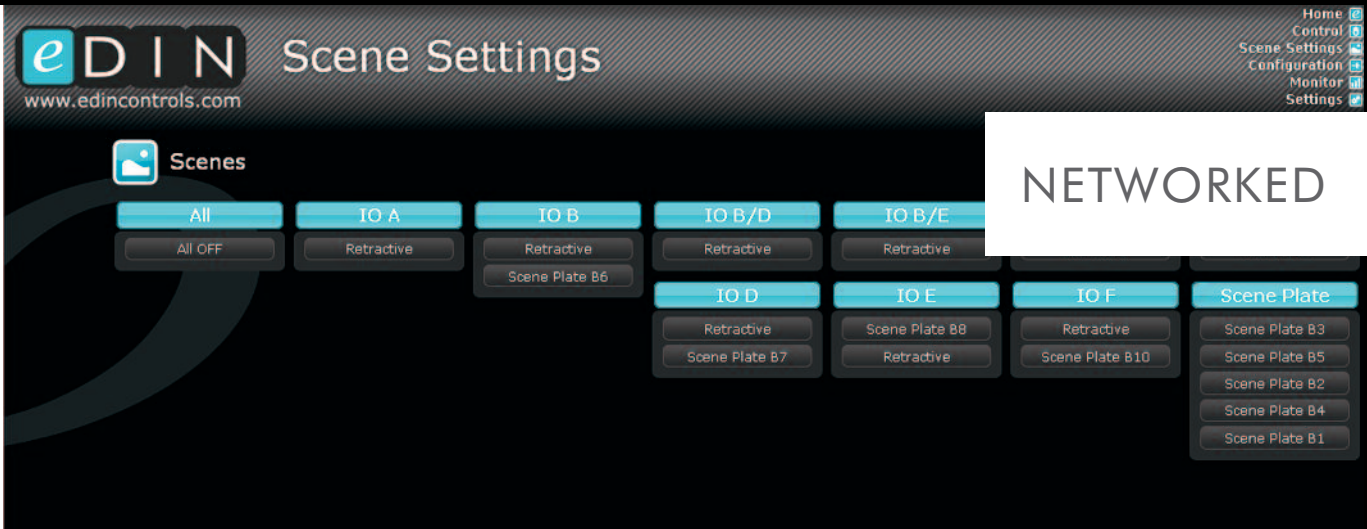 eDIN
Scene Settings
www.edincontrols.com
Home
Control
Scene Settings
Configuration
Monitor
Settings
Scenes
NETWORKED
All
IO A
IO B
IO B/D
IO B/E
All OFF
Retractive
Retractive
Retractive
Retractive
Scene Plate B6
IO D
IO E
IO F
Scene Plate
Retractive
Scene Plate B8
Retractive
Scene Plate B3
Scene Plate B7
Retractive
Scene Plate B10
Scene Plate B5
Scene Plate B2
Scene Plate B4
Scene Plate B1